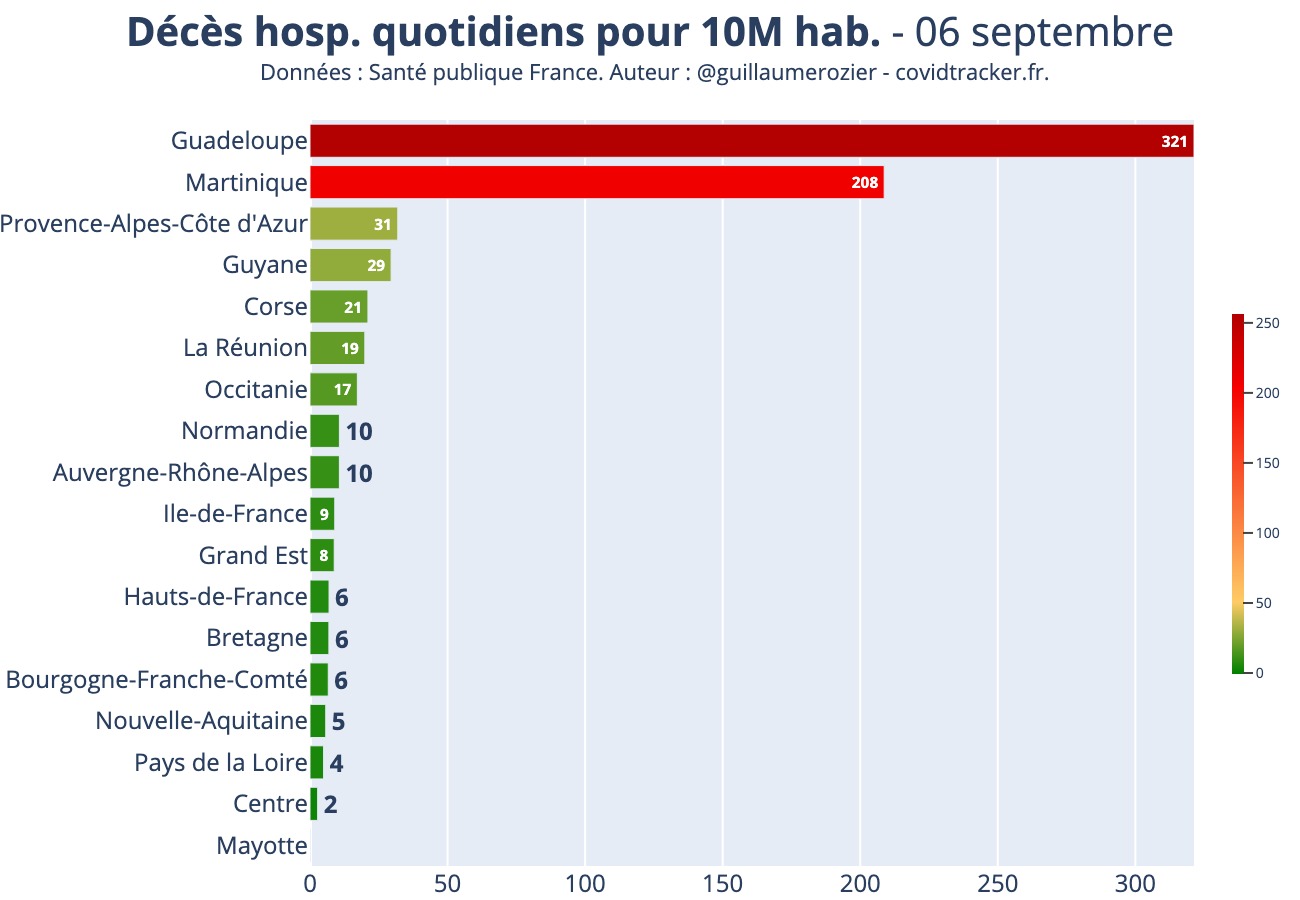 Décès hosp. quotidiens pour 10M hab. - 06 septembre
Données : Santé publique France. Auteur : @guillaumerozier - covidtracker.fr.
Guadeloupe 321
Martinique 208
Provence-Alpes-Côte d'Azur 31
Guyane 29
Corse 21
La Réunion 19
Occitanie 17
Normandie 10
Auvergne-Rhône-Alpes 10
Ile-de-France 9
Grand Est 8
Hauts-de-France 6
Bretagne 6
Bourgogne-Franche-Comté 6
Nouvelle-Aquitaine 5
Pays de la Loire 4
Centre 2
Mayotte
0 50 100 150 200 250 300
250
200
150
100
50
0